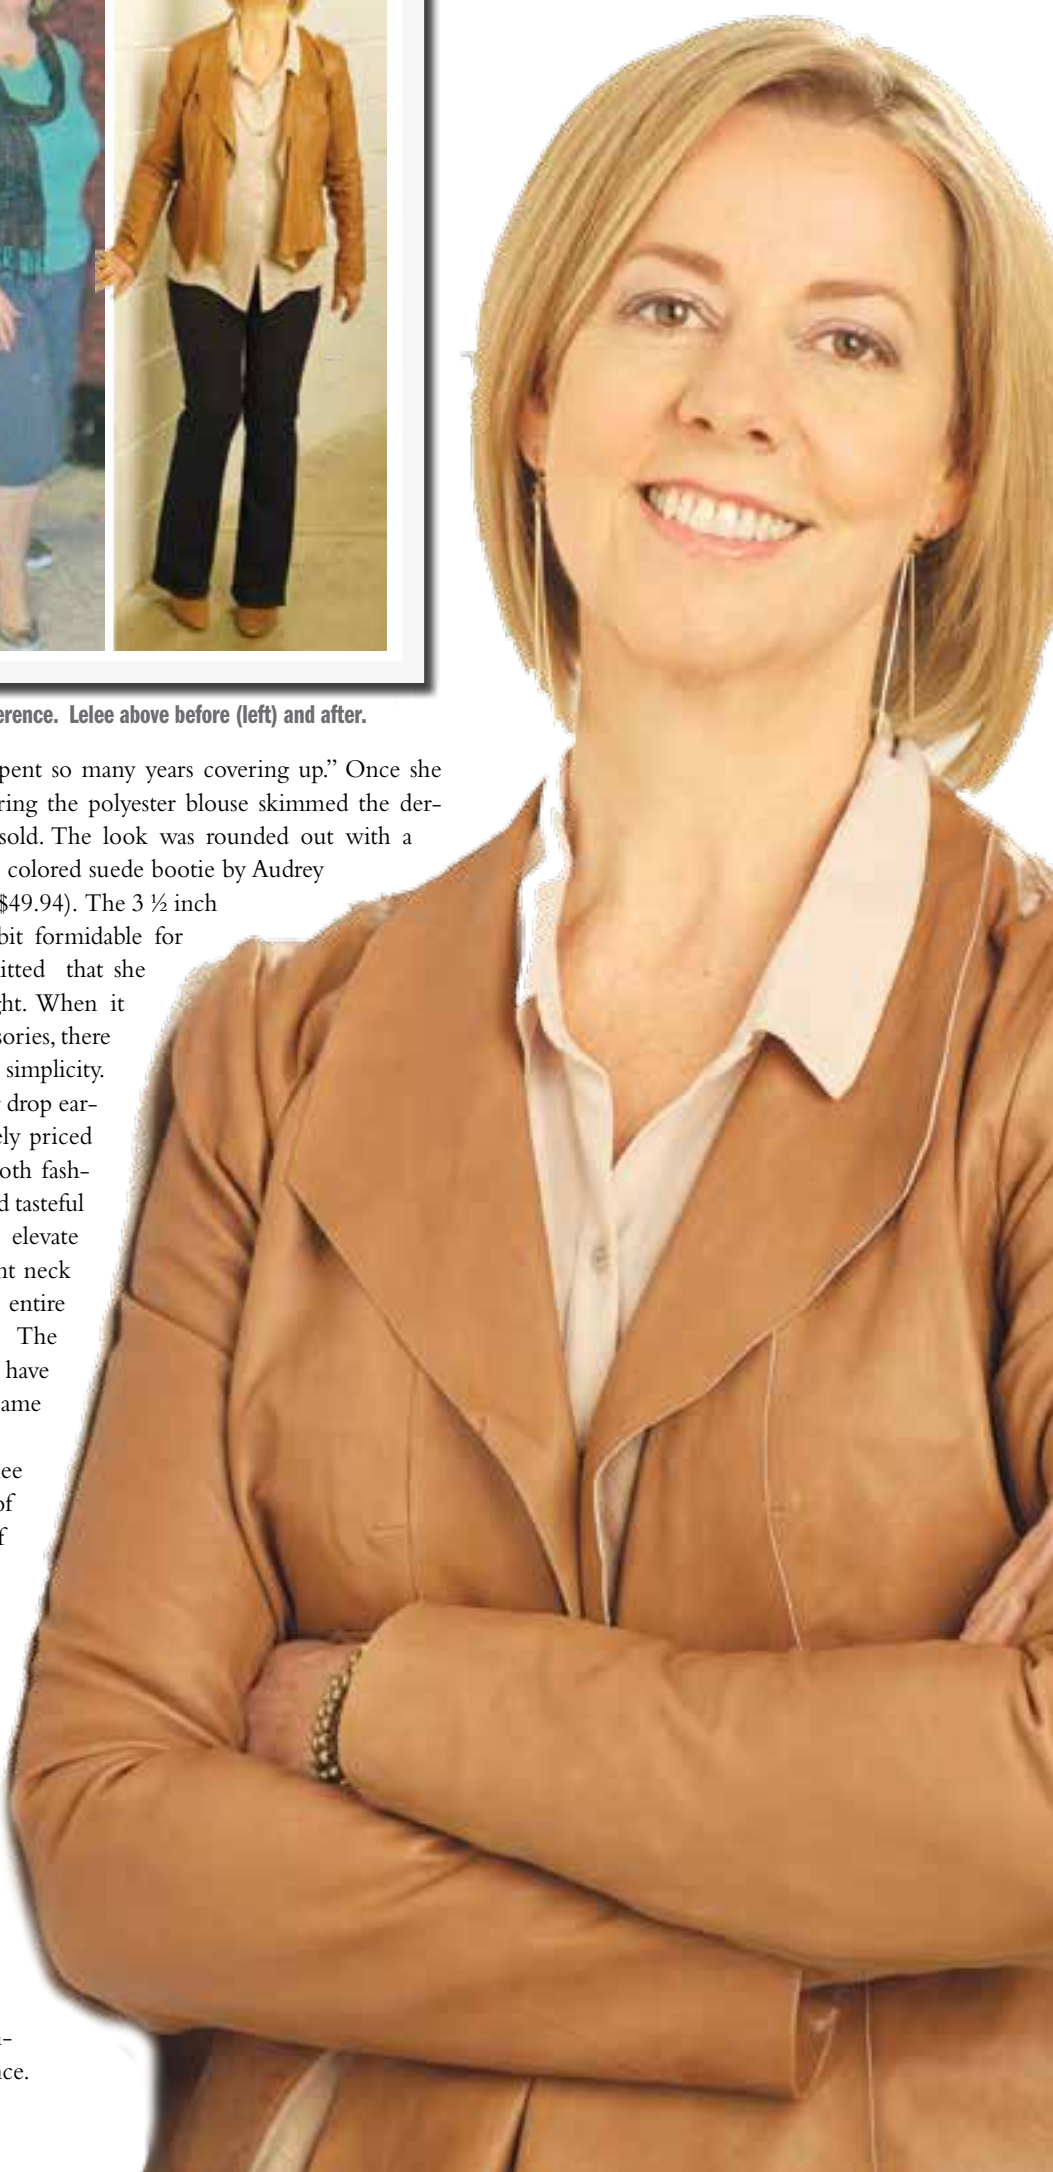 erence. Lelee above before (left) and after.
pent so many years covering up.” Once she
ring the polyester blouse skimmed the der-
sold. The look was rounded out with a
colored suede bootie by Audrey
$49.94). The 3 ½ inch
bit formidable for
itted that she
ht. When it
sories, there
simplicity.
drop ear-
ely priced
oth fash-
d tasteful
elevate
nt neck
entire
The
have
ame
ee
of
f
-
nce.